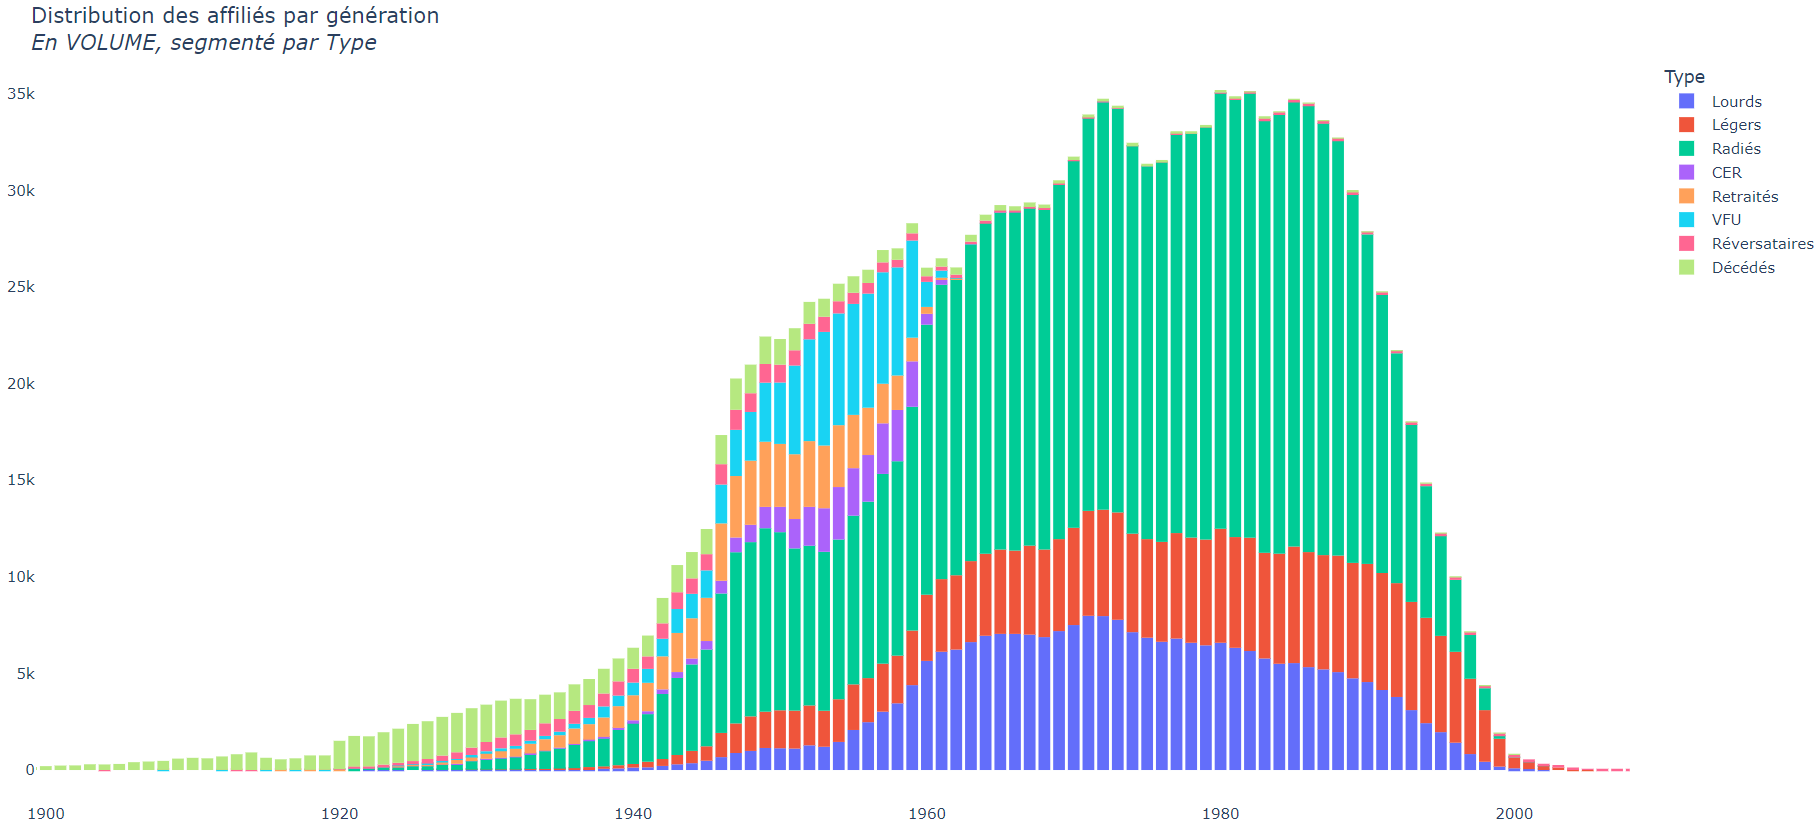 Distribution des affiliés par génération
En VOLUME, segmenté par Type
Type
Lourds
Légers
Radiés
CER
Retraités
VFU
Réversataires
Décédés
35k
30k
25k
20k
15k
10k
5k
0
1900
1920
1940
1960
1980
2000